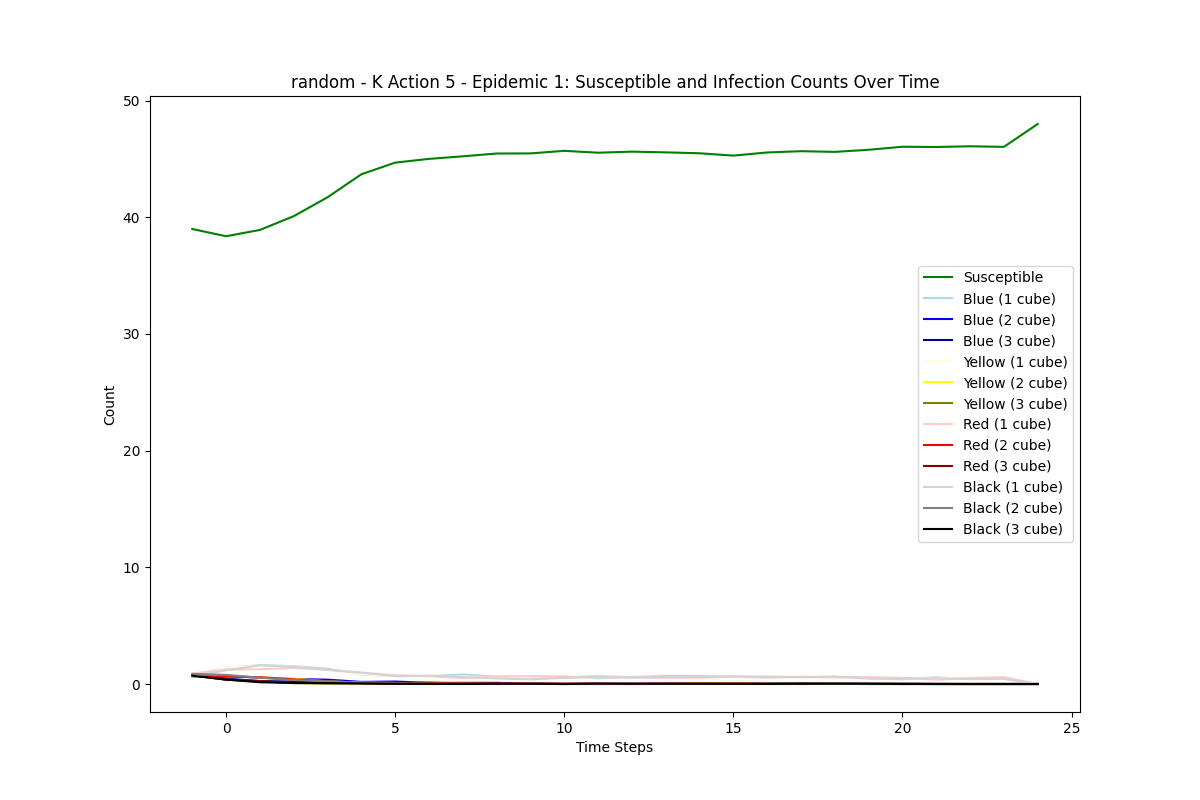 random - K Action 5 - Epidemic 1: Susceptible and Infection Counts Over Time
50
40
30
20
10
0
Count
Susceptible
Blue (1 cube)
Blue (2 cube)
Blue (3 cube)
Yellow (1 cube)
Yellow (2 cube)
Yellow (3 cube)
Red (1 cube)
Red (2 cube)
Red (3 cube)
Black (1 cube)
Black (2 cube)
Black (3 cube)
0 5 10 15 20 25
Time Steps